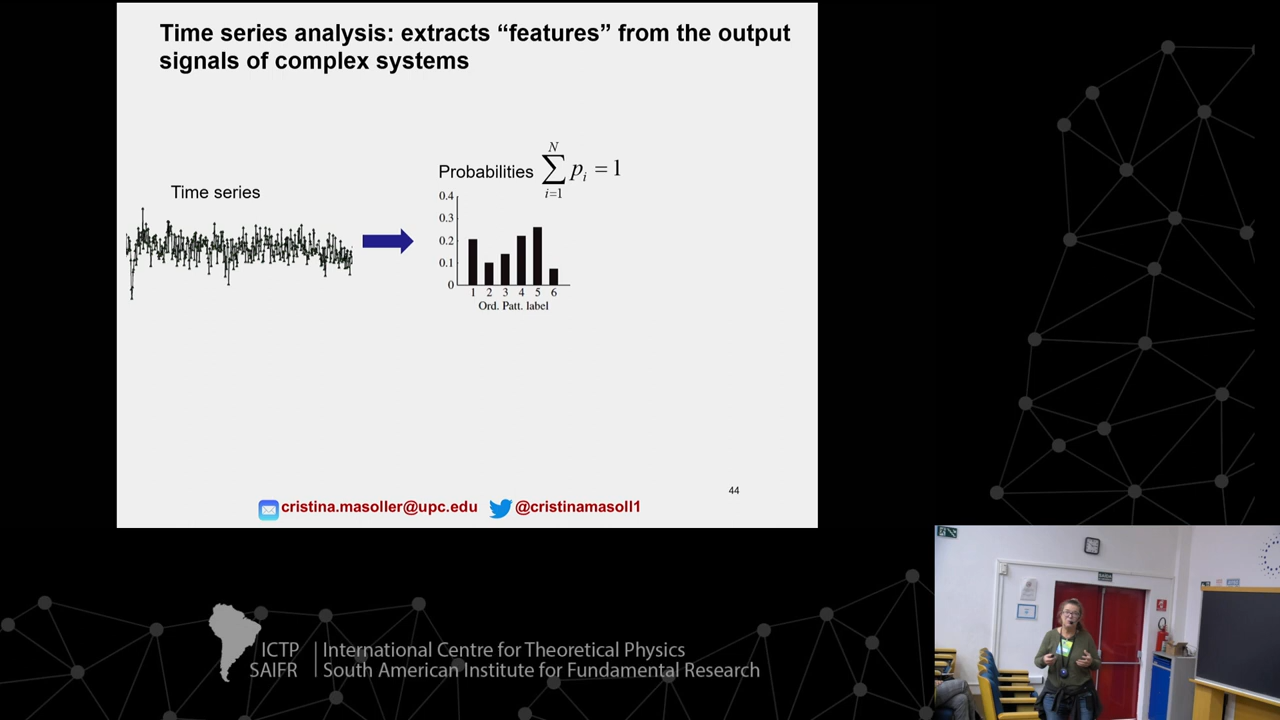 Time series analysis: extracts “features” from the output
signals of complex systems
Probabilities
N
∑ pᵢ = 1
i=1
Time series
0.4
0.3
0.2
0.1
0
1 2 3 4 5 6
Ord. Patt. label
44
cristina.masoller@upc.edu @cristinamasoll1
ICTP International Centre for Theoretical Physics
SAIFR South American Institute for Fundamental Research